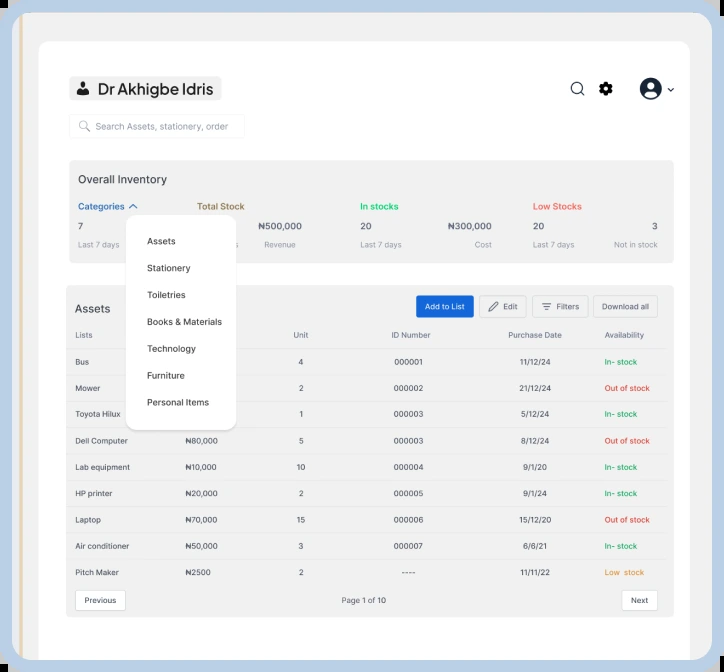 Dr Akhigbe Idris
Search Assets, stationery, order
Overall Inventory
Categories Total Stock In stocks Low Stocks
7 ₦500,000 20 ₦300,000 20 3
Last 7 days s Revenue Last 7 days Cost Last 7 days Not in stock
Assets
Stationery
Toiletries
Books & Materials
Technology
Furniture
Personal Items
Assets Add to List Edit Filters Download all
Lists Unit ID Number Purchase Date Availability
Bus 4 000001 11/12/24 In- stock
Mower 2 000002 21/12/24 Out of stock
Toyota Hilux 1 000003 5/12/24 In- stock
Dell Computer ₦80,000 5 000003 8/12/24 Out of stock
Lab equipment ₦10,000 10 000004 9/1/20 In- stock
HP printer ₦20,000 2 000005 9/1/24 In- stock
Laptop ₦70,000 15 000006 15/12/20 Out of stock
Air conditioner ₦50,000 3 000007 6/6/21 In- stock
Pitch Maker ₦2500 2 ---- 11/11/22 Low stock
Previous Page 1 of 10 Next